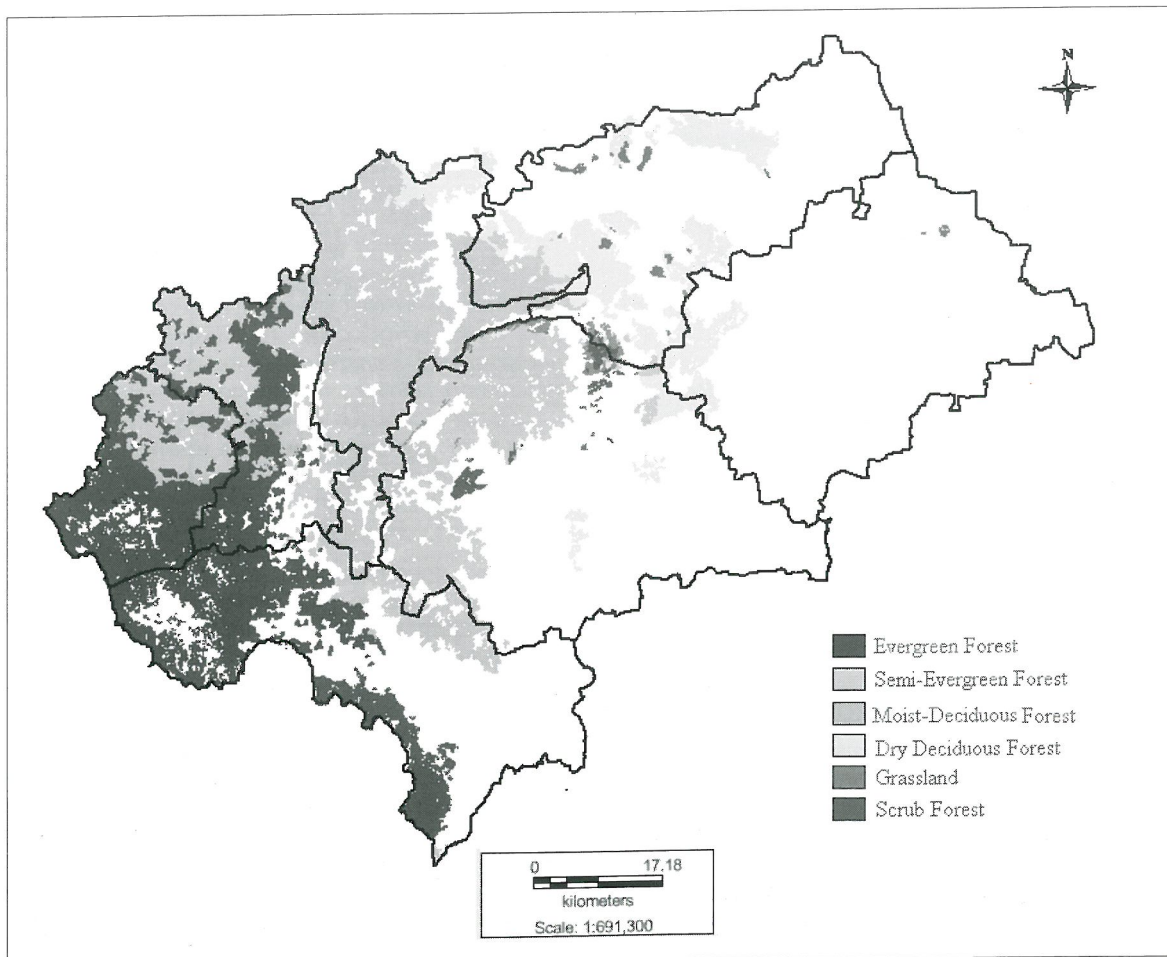 N
Evergreen Forest
Semi-Evergreen Forest
Moist-Deciduous Forest
Dry Deciduous Forest
Grassland
Scrub Forest
0 17.18
kilometers
Scale: 1:691,300